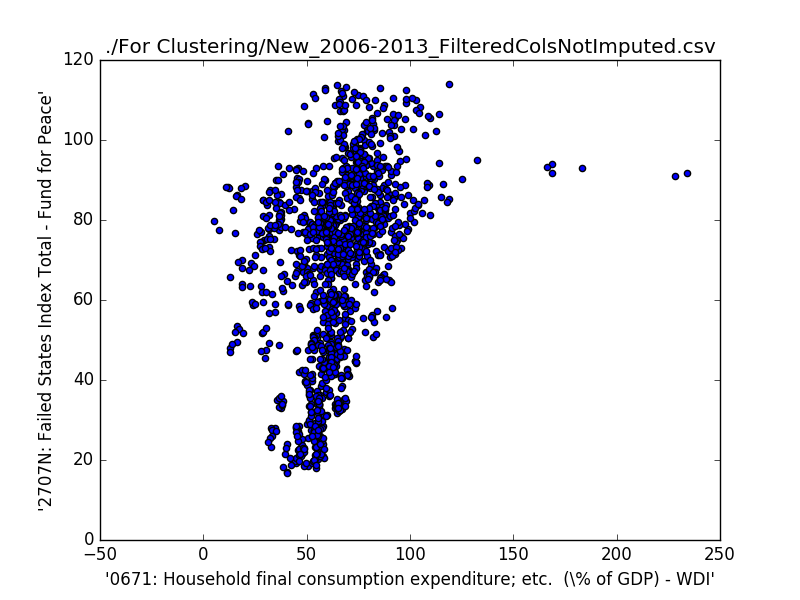 ./For Clustering/New_2006-2013_FilteredColsNotImputed.csv
120
100
80
60
40
20
0
'2707N: Failed States Index Total - Fund for Peace'
−50 0 50 100 150 200 250
'0671: Household final consumption expenditure; etc.  (\% of GDP) - WDI'